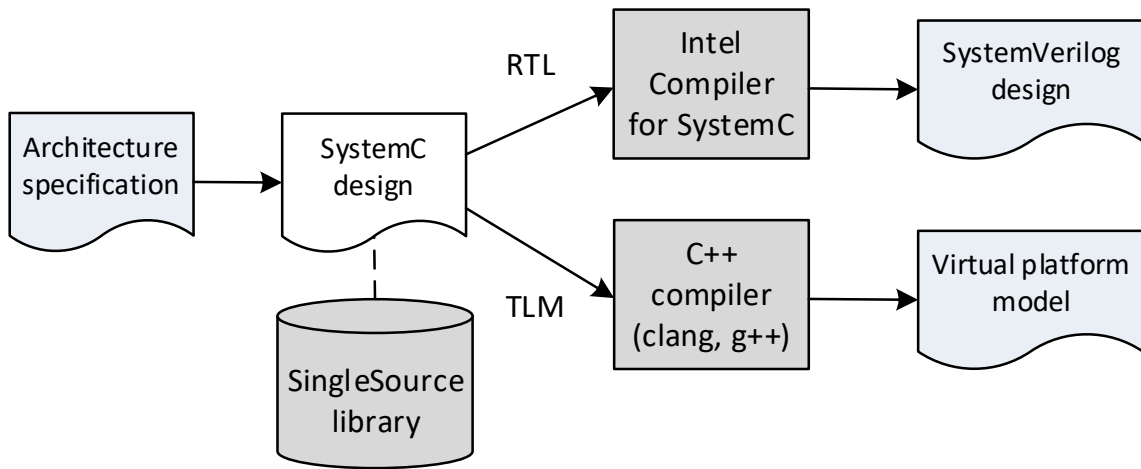 Architecture
specification
SystemC
design
SingleSource
library
RTL
TLM
Intel
Compiler
for SystemC
C++
compiler
(clang, g++)
SystemVerilog
design
Virtual platform
model